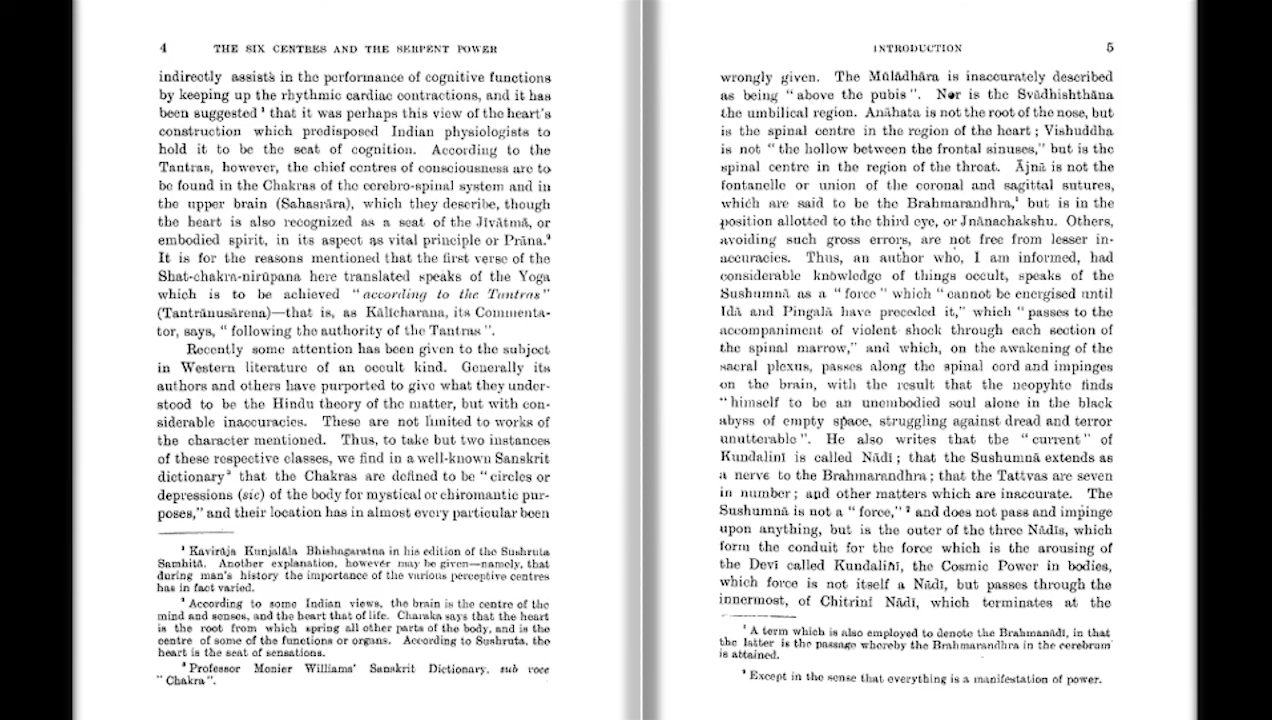 4 THE SIX CENTRES AND THE SERPENT POWER
indirectly assists in the performance of cognitive functions
by keeping up the rhythmic cardiac contractions, and it has
been suggested¹ that it was perhaps this view of the heart's
construction which predisposed Indian physiologists to
hold it to be the seat of cognition. According to the
Tantras, however, the chief centres of consciousness are to
be found in the Chakras of the cerebro-spinal system and in
the upper brain (Sahasrāra), which they describe, though
the heart is also recognized as a seat of the Jīvātmā, or
embodied spirit, in its aspect as vital principle or Prāna.²
It is for the reasons mentioned that the first verse of the
Shat-chakra-nirūpana here translated speaks of the Yoga
which is to be achieved "according to the Tantras"
(Tantrānusārena)—that is, as Kālīcharana, its Commenta-
tor, says, "following the authority of the Tantras".
Recently some attention has been given to the subject
in Western literature of an occult kind. Generally its
authors and others have purported to give what they under-
stood to be the Hindu theory of the matter, but with con-
siderable inaccuracies. These are not limited to works of
the character mentioned. Thus, to take but two instances
of these respective classes, we find in a well-known Sanskrit
dictionary³ that the Chakras are defined to be "circles or
depressions (sic) of the body for mystical or chiromantic pur-
poses," and their location has in almost every particular been
¹ Kavirāja Kunjalāla Bhishagaratna in his edition of the Sushruta
Samhitā. Another explanation, however may be given—namely, that
during man's history the importance of the various perceptive centres
has in fact varied.
² According to some Indian views, the brain is the centre of the
mind and senses, and the heart that of life. Charaka says that the heart
is the root from which spring all other parts of the body, and is the
centre of some of the functions or organs. According to Sushruta, the
heart is the seat of sensations.
³ Professor Monier Williams' Sanskrit Dictionary, sub voce
"Chakra".
INTRODUCTION 5
wrongly given. The Mūlādhāra is inaccurately described
as being "above the pubis". Nor is the Svādhishthāna
the umbilical region. Anāhata is not the root of the nose, but
is the spinal centre in the region of the heart; Vishuddha
is not "the hollow between the frontal sinuses," but is the
spinal centre in the region of the throat. Ājnā is not the
fontanelle or union of the coronal and sagittal sutures,
which are said to be the Brahmarandhra,¹ but is in the
position allotted to the third eye, or Jnānachakshu. Others,
avoiding such gross errors, are not free from lesser in-
accuracies. Thus, an author who, I am informed, had
considerable knowledge of things occult, speaks of the
Sushumnā as a "force" which "cannot be energised until
Idā and Pingalā have preceded it," which "passes to the
accompaniment of violent shock through each section of
the spinal marrow," and which, on the awakening of the
sacral plexus, passes along the spinal cord and impinges
on the brain, with the result that the neophyte finds
"himself to be an unembodied soul alone in the black
abyss of empty space, struggling against dread and terror
unutterable". He also writes that the "current" of
Kundalinī is called Nādī; that the Sushumnā extends as
a nerve to the Brahmarandhra; that the Tattvas are seven
in number; and other matters which are inaccurate. The
Sushumnā is not a "force,"² and does not pass and impinge
upon anything, but is the outer of the three Nādīs, which
form the conduit for the force which is the arousing of
the Devī called Kundalinī, the Cosmic Power in bodies,
which force is not itself a Nādī, but passes through the
innermost, of Chitrinī Nādī, which terminates at the
¹ A term which is also employed to denote the Brahmanādī, in that
the latter is the passage whereby the Brahmarandhra in the cerebrum
is attained.
² Except in the sense that everything is a manifestation of power.